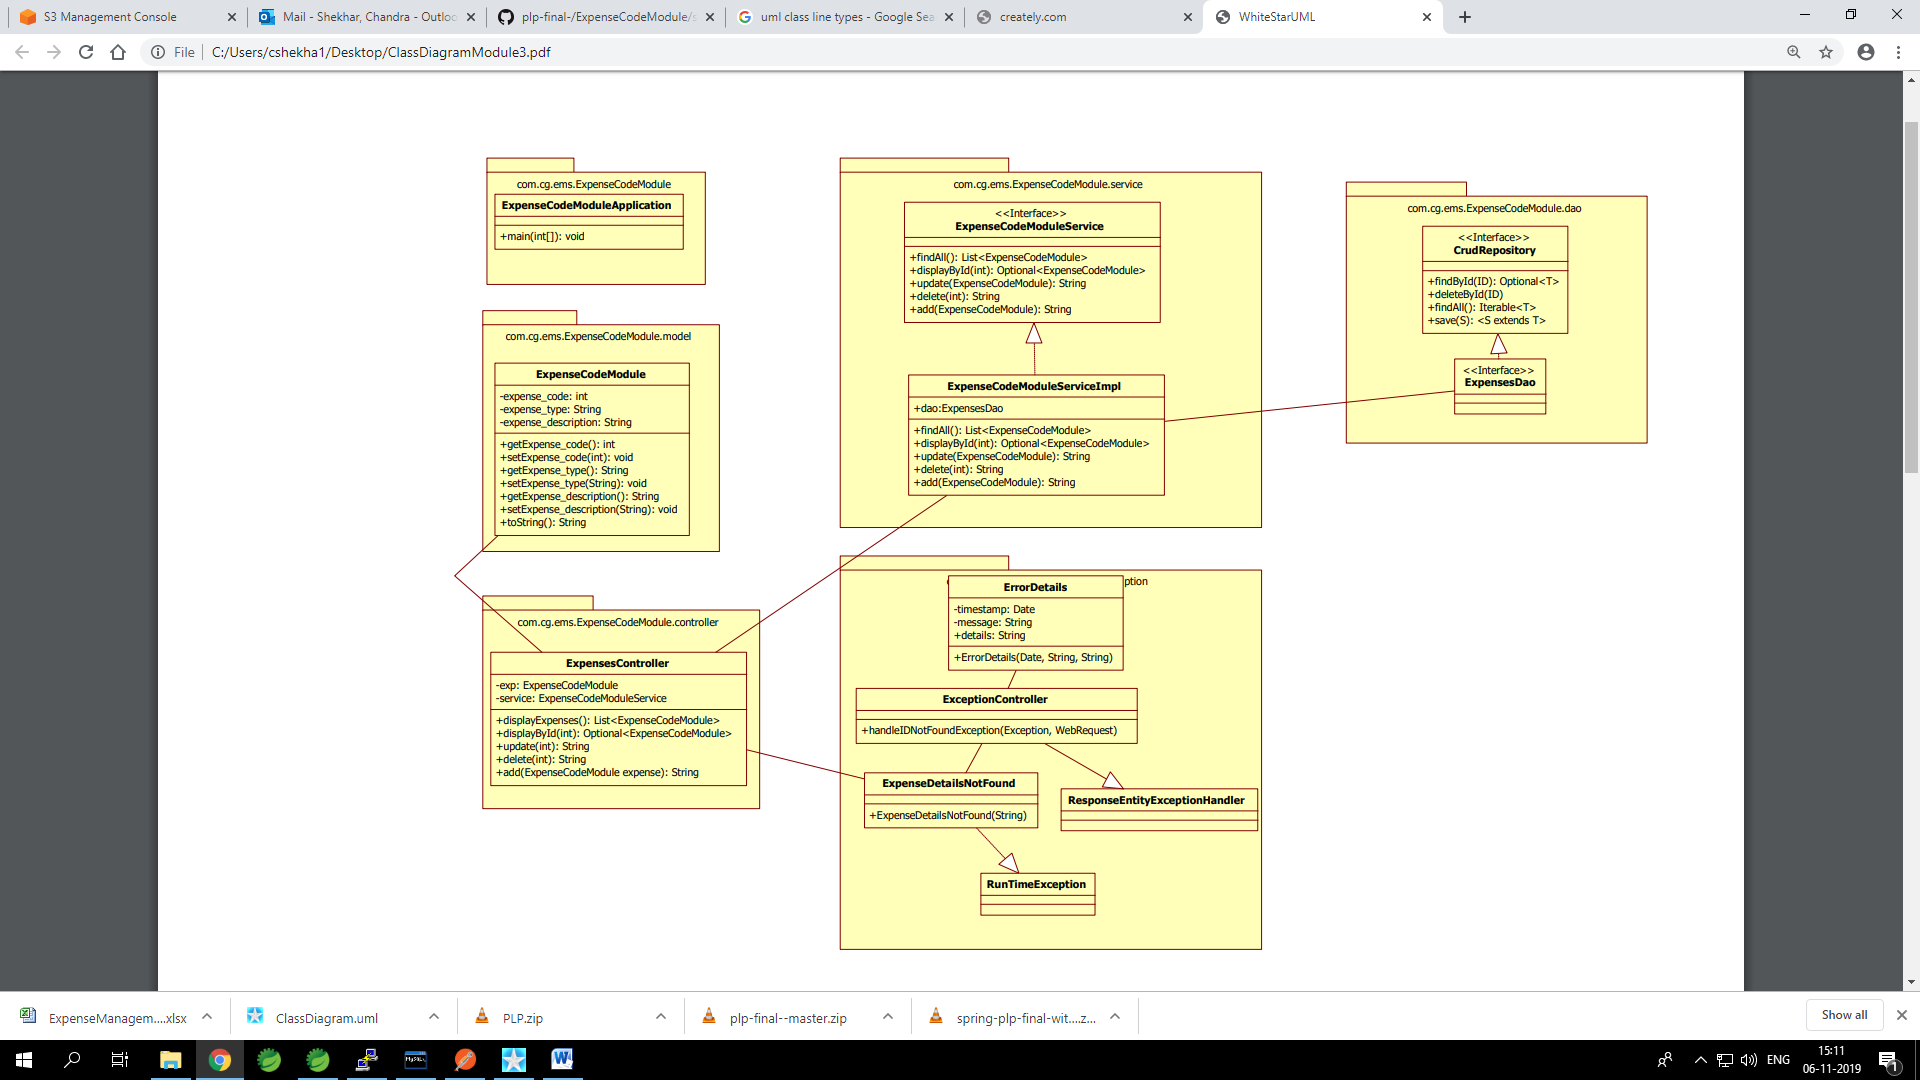 S3 Management Console
Mail - Shekhar, Chandra - Outlo
plp-final-/ExpenseCodeModule/s
uml class line types - Google Sea
creately.com
WhiteStarUML
File
C:/Users/cshekha1/Desktop/ClassDiagramModule3.pdf
com.cg.ems.ExpenseCodeModule
ExpenseCodeModuleApplication
+main(int[]): void
com.cg.ems.ExpenseCodeModule.model
ExpenseCodeModule
-expense_code: int
-expense_type: String
-expense_description: String
+getExpense_code(): int
+setExpense_code(int): void
+getExpense_type(): String
+setExpense_type(String): void
+getExpense_description(): String
+setExpense_description(String): void
+toString(): String
com.cg.ems.ExpenseCodeModule.controller
ExpensesController
-exp: ExpenseCodeModule
-service: ExpenseCodeModuleService
+displayExpenses(): List<ExpenseCodeModule>
+displayById(int): Optional<ExpenseCodeModule>
+update(int): String
+delete(int): String
+add(ExpenseCodeModule expense): String
com.cg.ems.ExpenseCodeModule.service
<<Interface>>
ExpenseCodeModuleService
+findAll(): List<ExpenseCodeModule>
+displayById(int): Optional<ExpenseCodeModule>
+update(ExpenseCodeModule): String
+delete(int): String
+add(ExpenseCodeModule): String
ExpenseCodeModuleServiceImpl
+dao:ExpensesDao
+findAll(): List<ExpenseCodeModule>
+displayById(int): Optional<ExpenseCodeModule>
+update(ExpenseCodeModule): String
+delete(int): String
+add(ExpenseCodeModule): String
ption
ErrorDetails
-timestamp: Date
-message: String
+details: String
+ErrorDetails(Date, String, String)
ExceptionController
+handleIDNotFoundException(Exception, WebRequest)
ExpenseDetailsNotFound
+ExpenseDetailsNotFound(String)
ResponseEntityExceptionHandler
RunTimeException
com.cg.ems.ExpenseCodeModule.dao
<<Interface>>
CrudRepository
+findById(ID): Optional<T>
+deleteById(ID)
+findAll(): Iterable<T>
+save(S): <S extends T>
<<Interface>>
ExpensesDao
ExpenseManagem....xlsx
ClassDiagram.uml
PLP.zip
plp-final--master.zip
spring-plp-final-wit....z...
Show all
ENG
15:11
06-11-2019
1